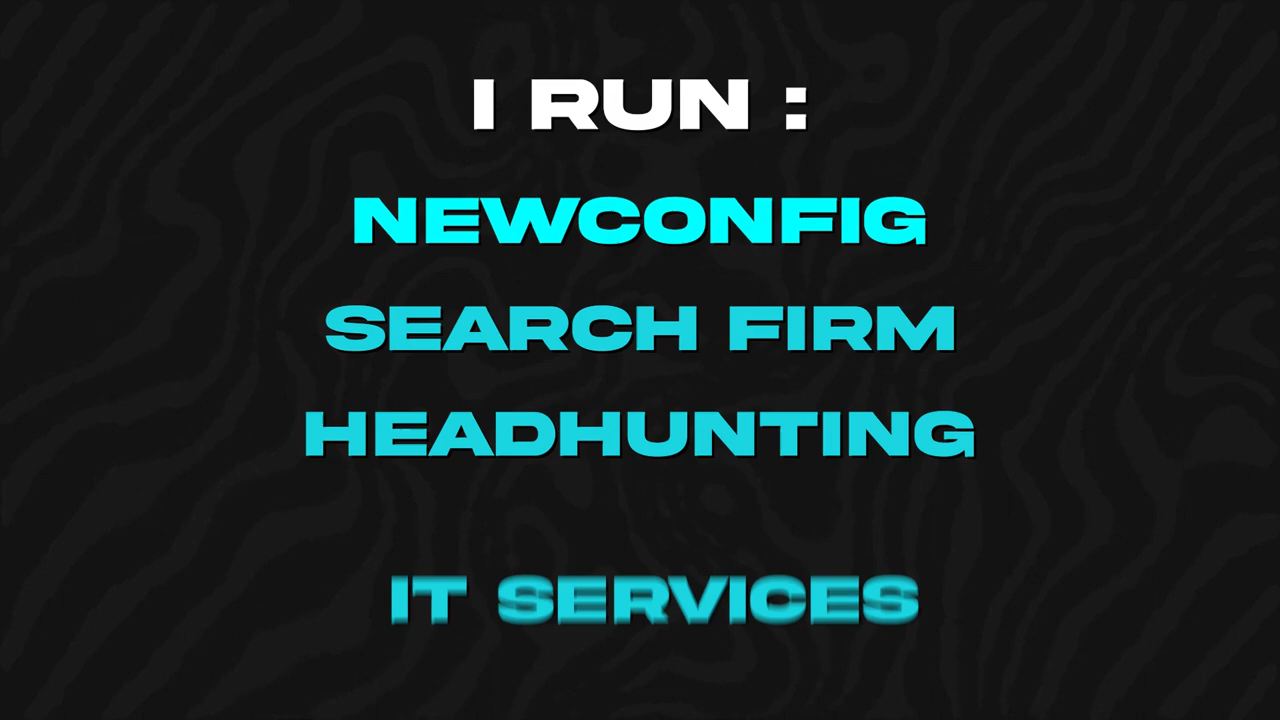 I RUN :
NEWCONFIG
SEARCH FIRM
HEADHUNTING
IT SERVICES